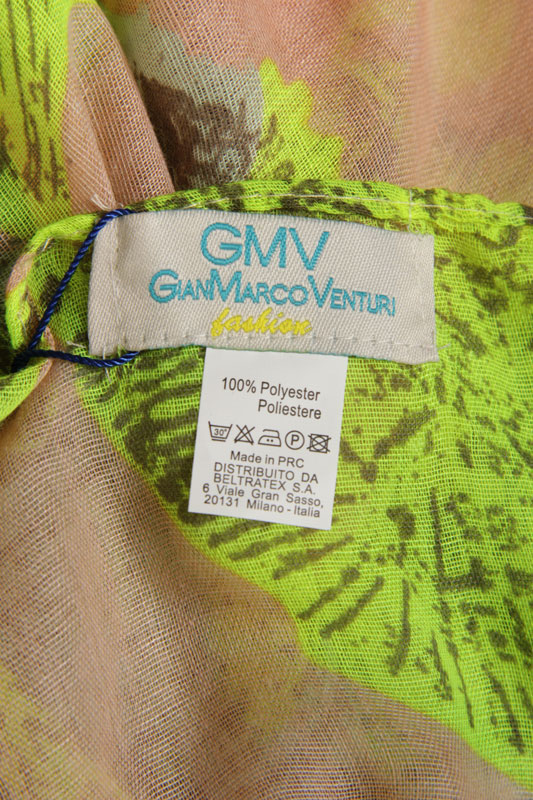 GMV
GIANMARCOVENTURI
fashion
100% Polyester
Poliestere
30°
P
Made in PRC
DISTRIBUITO DA
BELTRATEX S.A.
6 Viale Gran Sasso,
20131 Milano - Italia